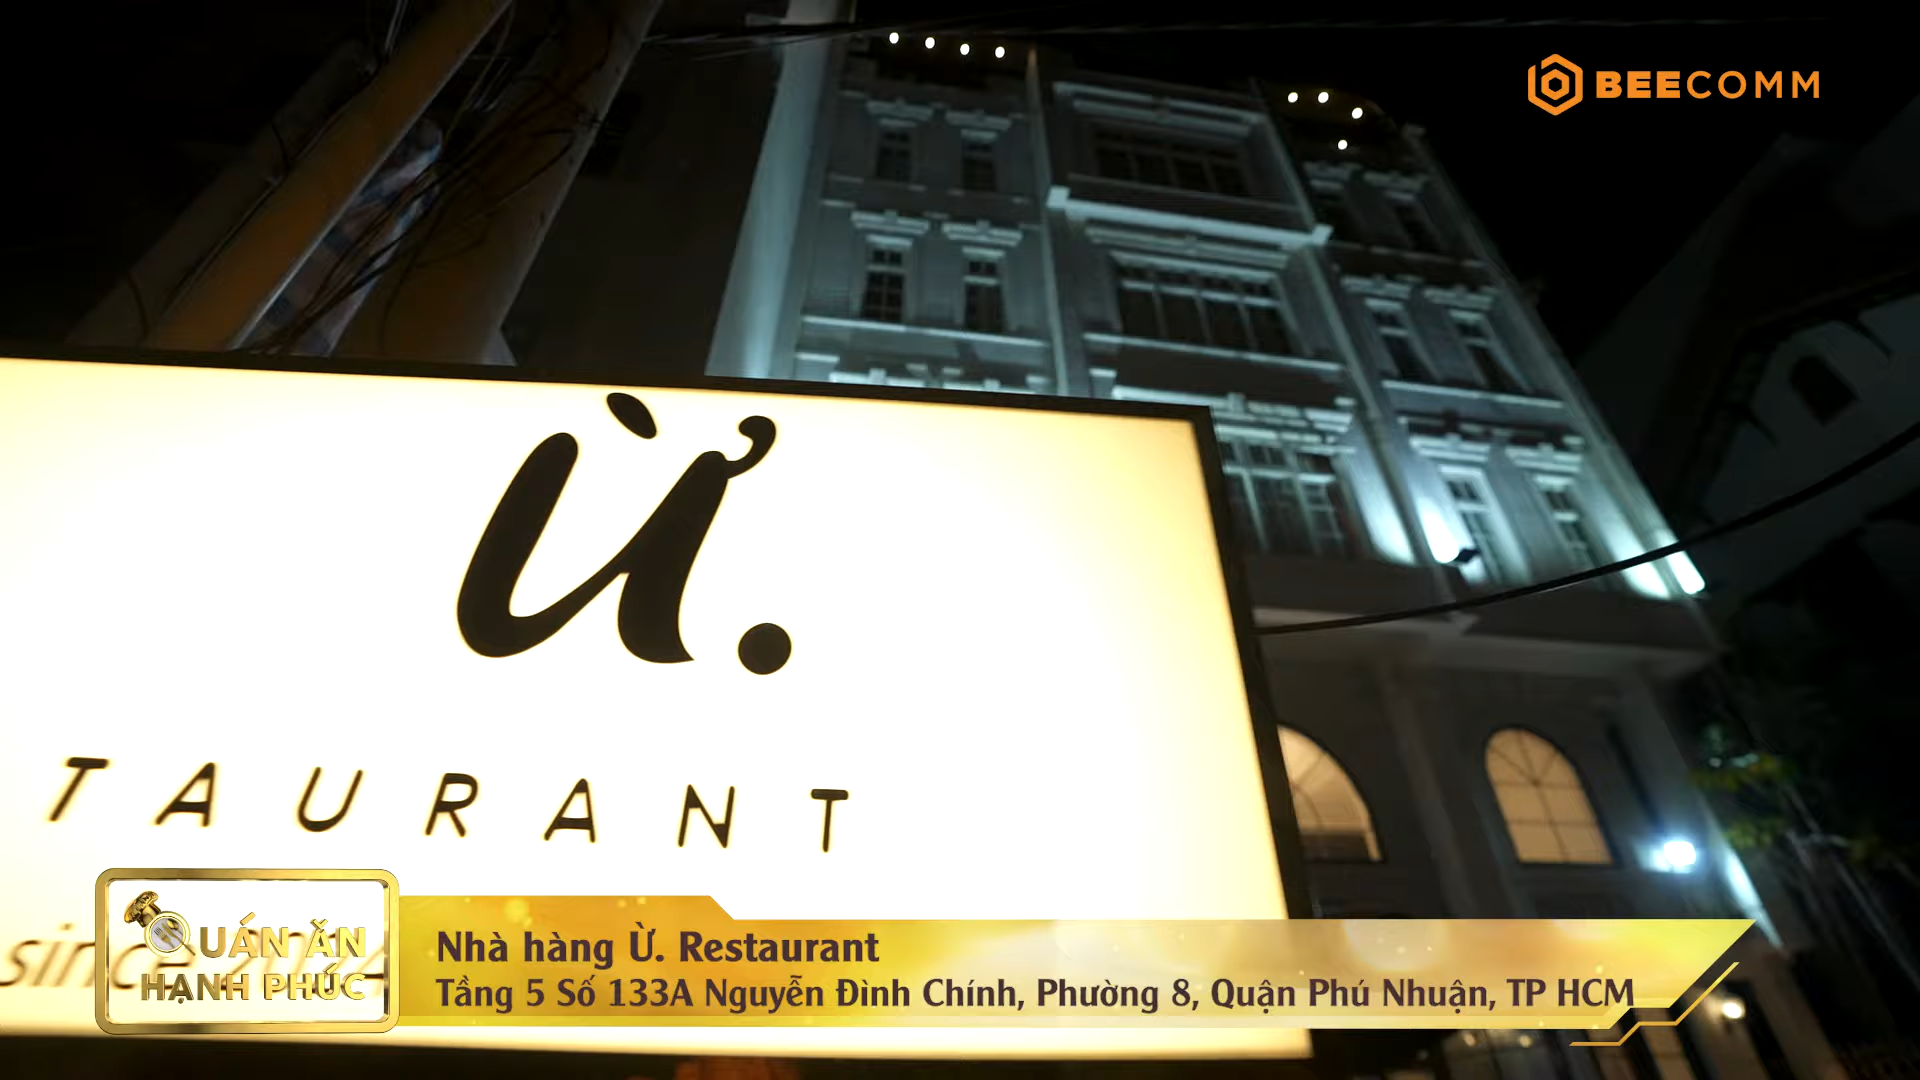 BEECOMM
Ừ.
TAURANT
since
QUÁN ĂN
HẠNH PHÚC
Nhà hàng Ừ. Restaurant
Tầng 5 Số 133A Nguyễn Đình Chính, Phường 8, Quận Phú Nhuận, TP HCM